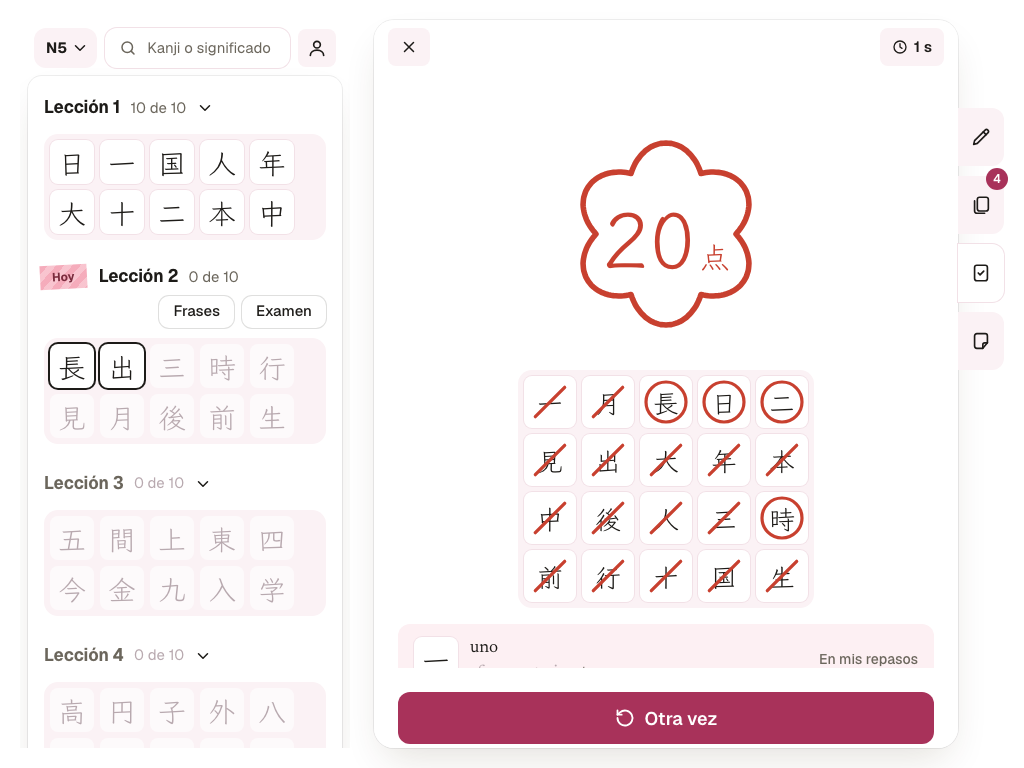 N5
Kanji o significado
Lección 1 10 de 10
日 一 国 人 年
大 十 二 本 中
Hoy Lección 2 0 de 10
Frases Examen
長 出 三 時 行
見 月 後 前 生
Lección 3 0 de 10
五 間 上 東 四
今 金 九 入 学
Lección 4 0 de 10
高 円 子 外 八
1 s
20点
一 月 長 日 二
見 出 大 年 本
中 後 人 三 時
前 行 十 国 生
一 uno
En mis repasos
Otra vez
4